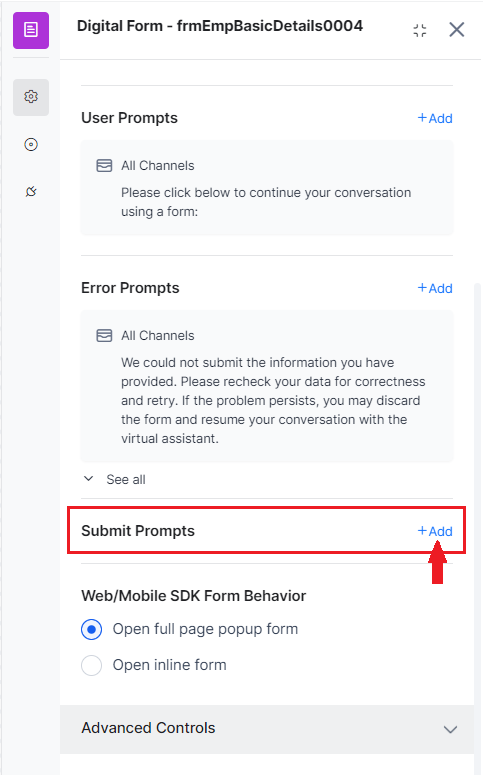 Digital Form - frmEmpBasicDetails0004
User Prompts
+Add
All Channels
Please click below to continue your conversation
using a form:
Error Prompts
+Add
All Channels
We could not submit the information you have
provided. Please recheck your data for correctness
and retry. If the problem persists, you may discard
the form and resume your conversation with the
virtual assistant.
See all
Submit Prompts
+Add
Web/Mobile SDK Form Behavior
Open full page popup form
Open inline form
Advanced Controls